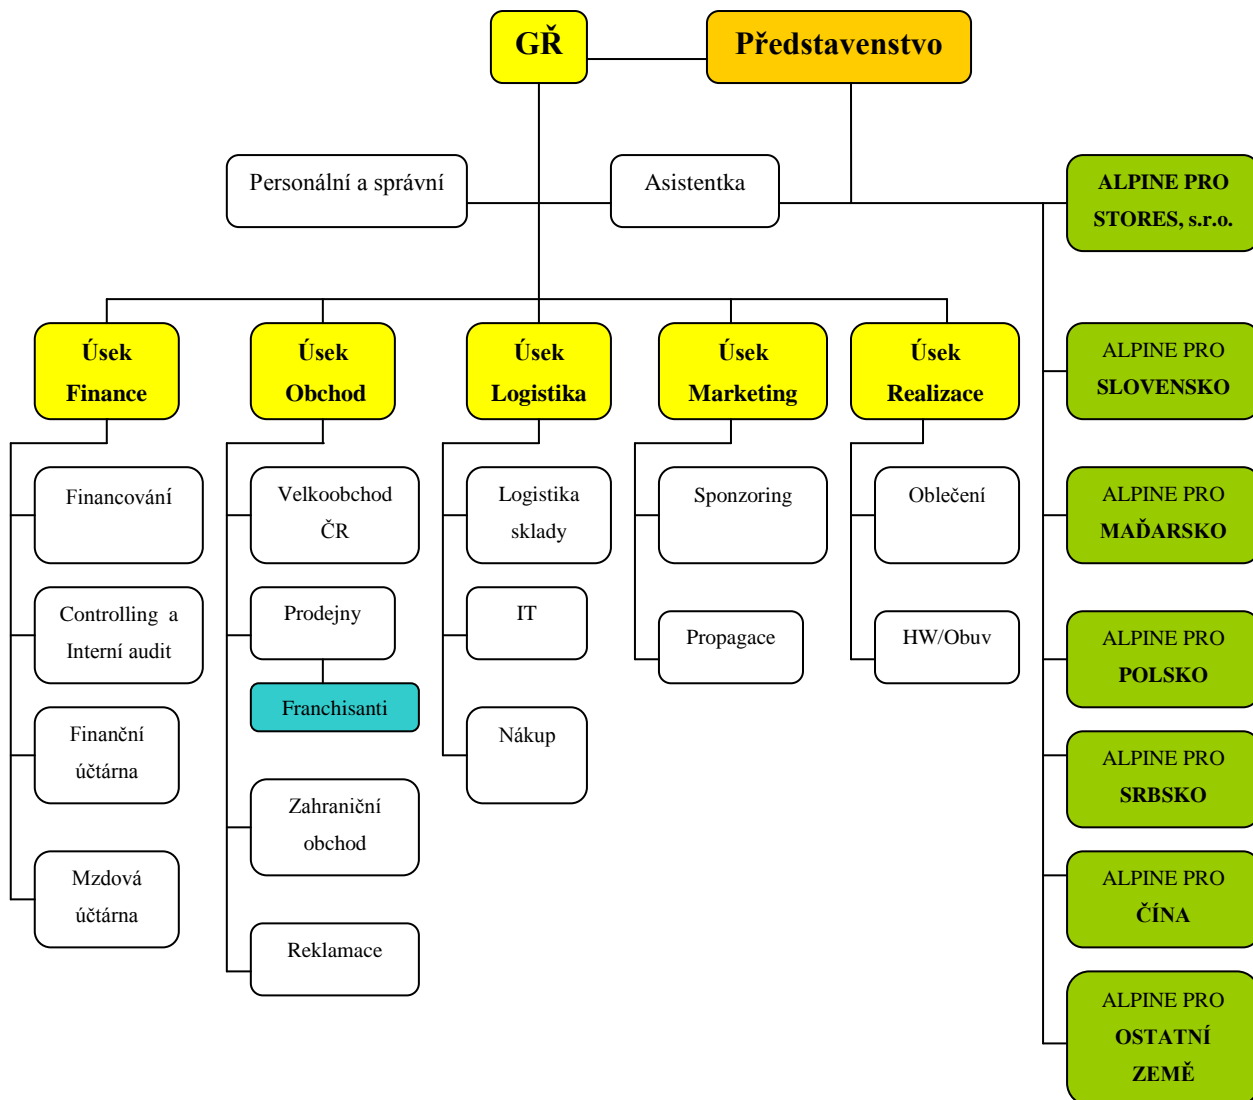 GŘ
Představenstvo
Personální a správní
Asistentka
ALPINE PRO
STORES, s.r.o.
Úsek
Finance
Úsek
Obchod
Úsek
Logistika
Úsek
Marketing
Úsek
Realizace
ALPINE PRO
SLOVENSKO
Financování
Velkoobchod
ČR
Logistika
sklady
Sponzoring
Oblečení
ALPINE PRO
MAĎARSKO
Controlling a
Interní audit
Prodejny
IT
Propagace
HW/Obuv
ALPINE PRO
POLSKO
Franchisanti
Finanční
účtárna
Nákup
ALPINE PRO
SRBSKO
Zahraniční
obchod
Mzdová
účtárna
ALPINE PRO
ČÍNA
Reklamace
ALPINE PRO
OSTATNÍ
ZEMĚ